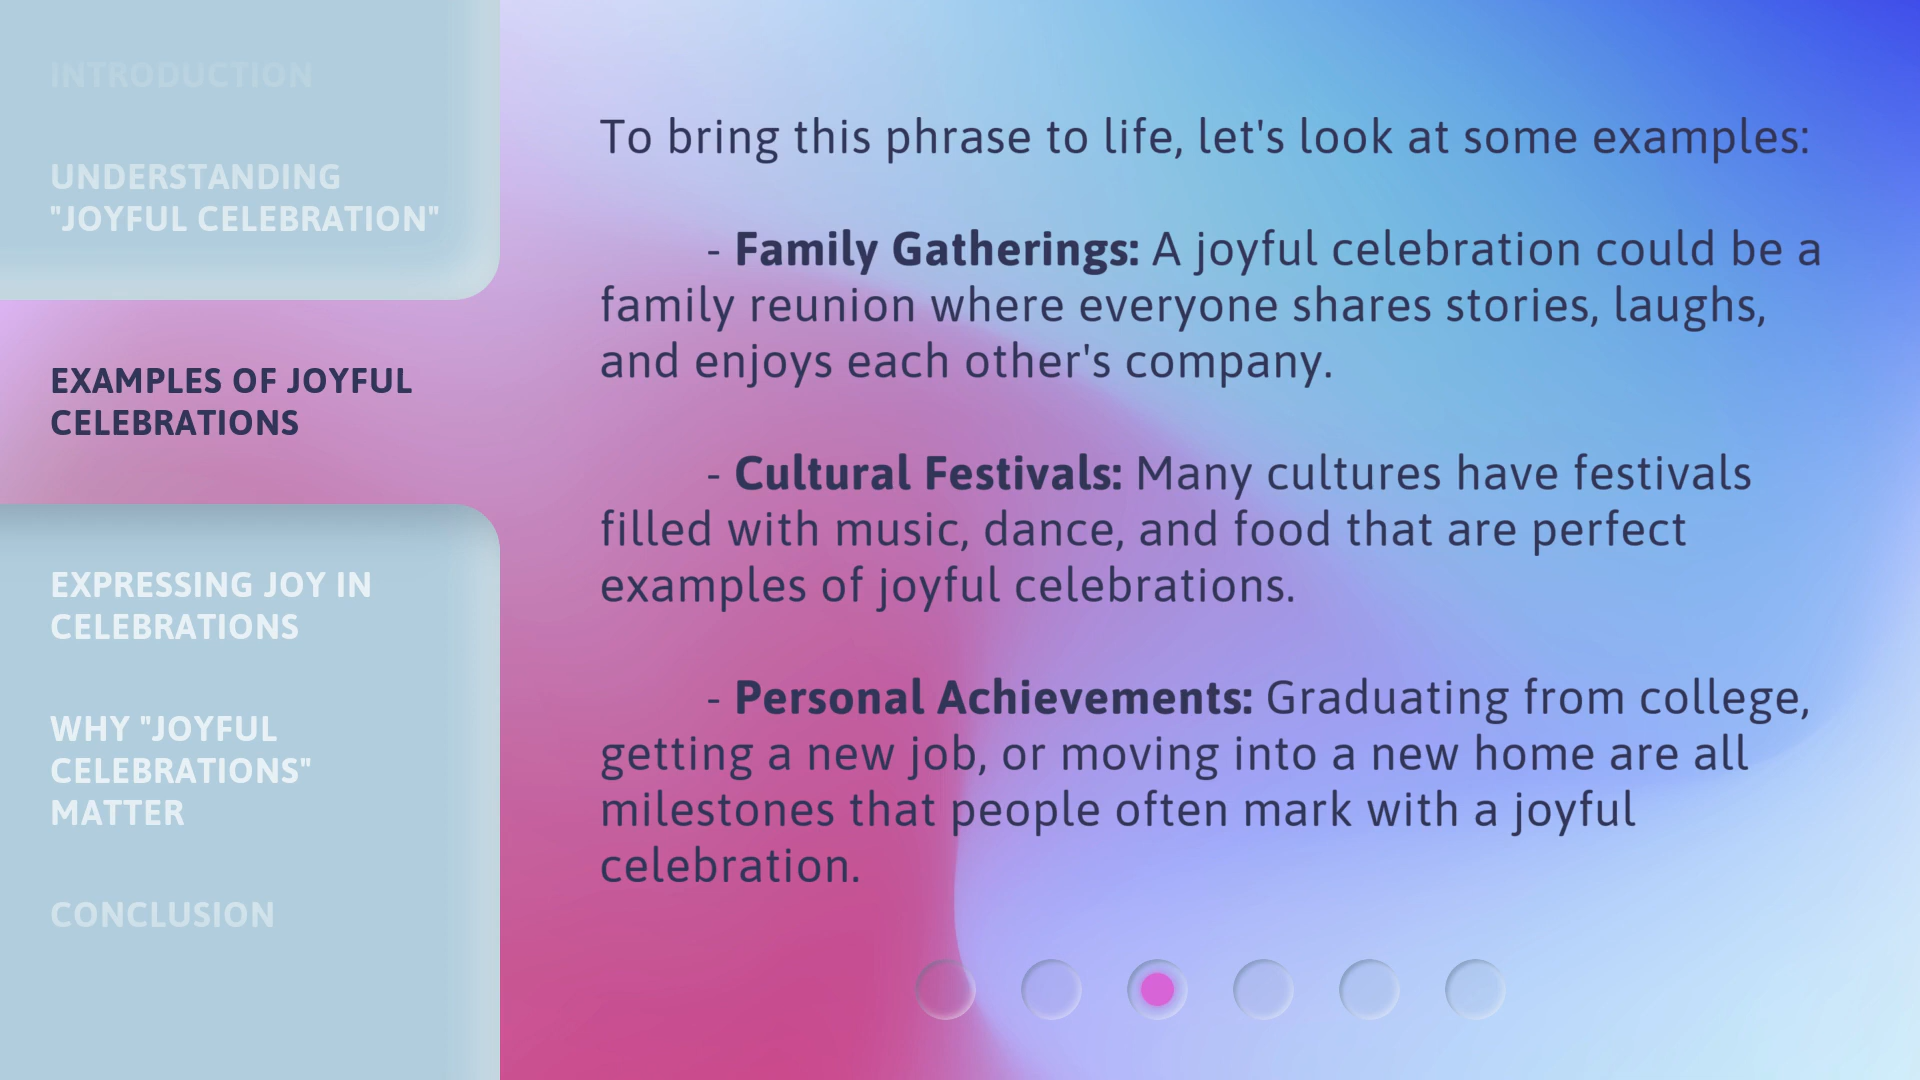 INTRODUCTION
UNDERSTANDING
"JOYFUL CELEBRATION"
EXAMPLES OF JOYFUL
CELEBRATIONS
EXPRESSING JOY IN
CELEBRATIONS
WHY "JOYFUL
CELEBRATIONS"
MATTER
CONCLUSION
To bring this phrase to life, let's look at some examples:
- Family Gatherings: A joyful celebration could be a
family reunion where everyone shares stories, laughs,
and enjoys each other's company.
- Cultural Festivals: Many cultures have festivals
filled with music, dance, and food that are perfect
examples of joyful celebrations.
- Personal Achievements: Graduating from college,
getting a new job, or moving into a new home are all
milestones that people often mark with a joyful
celebration.